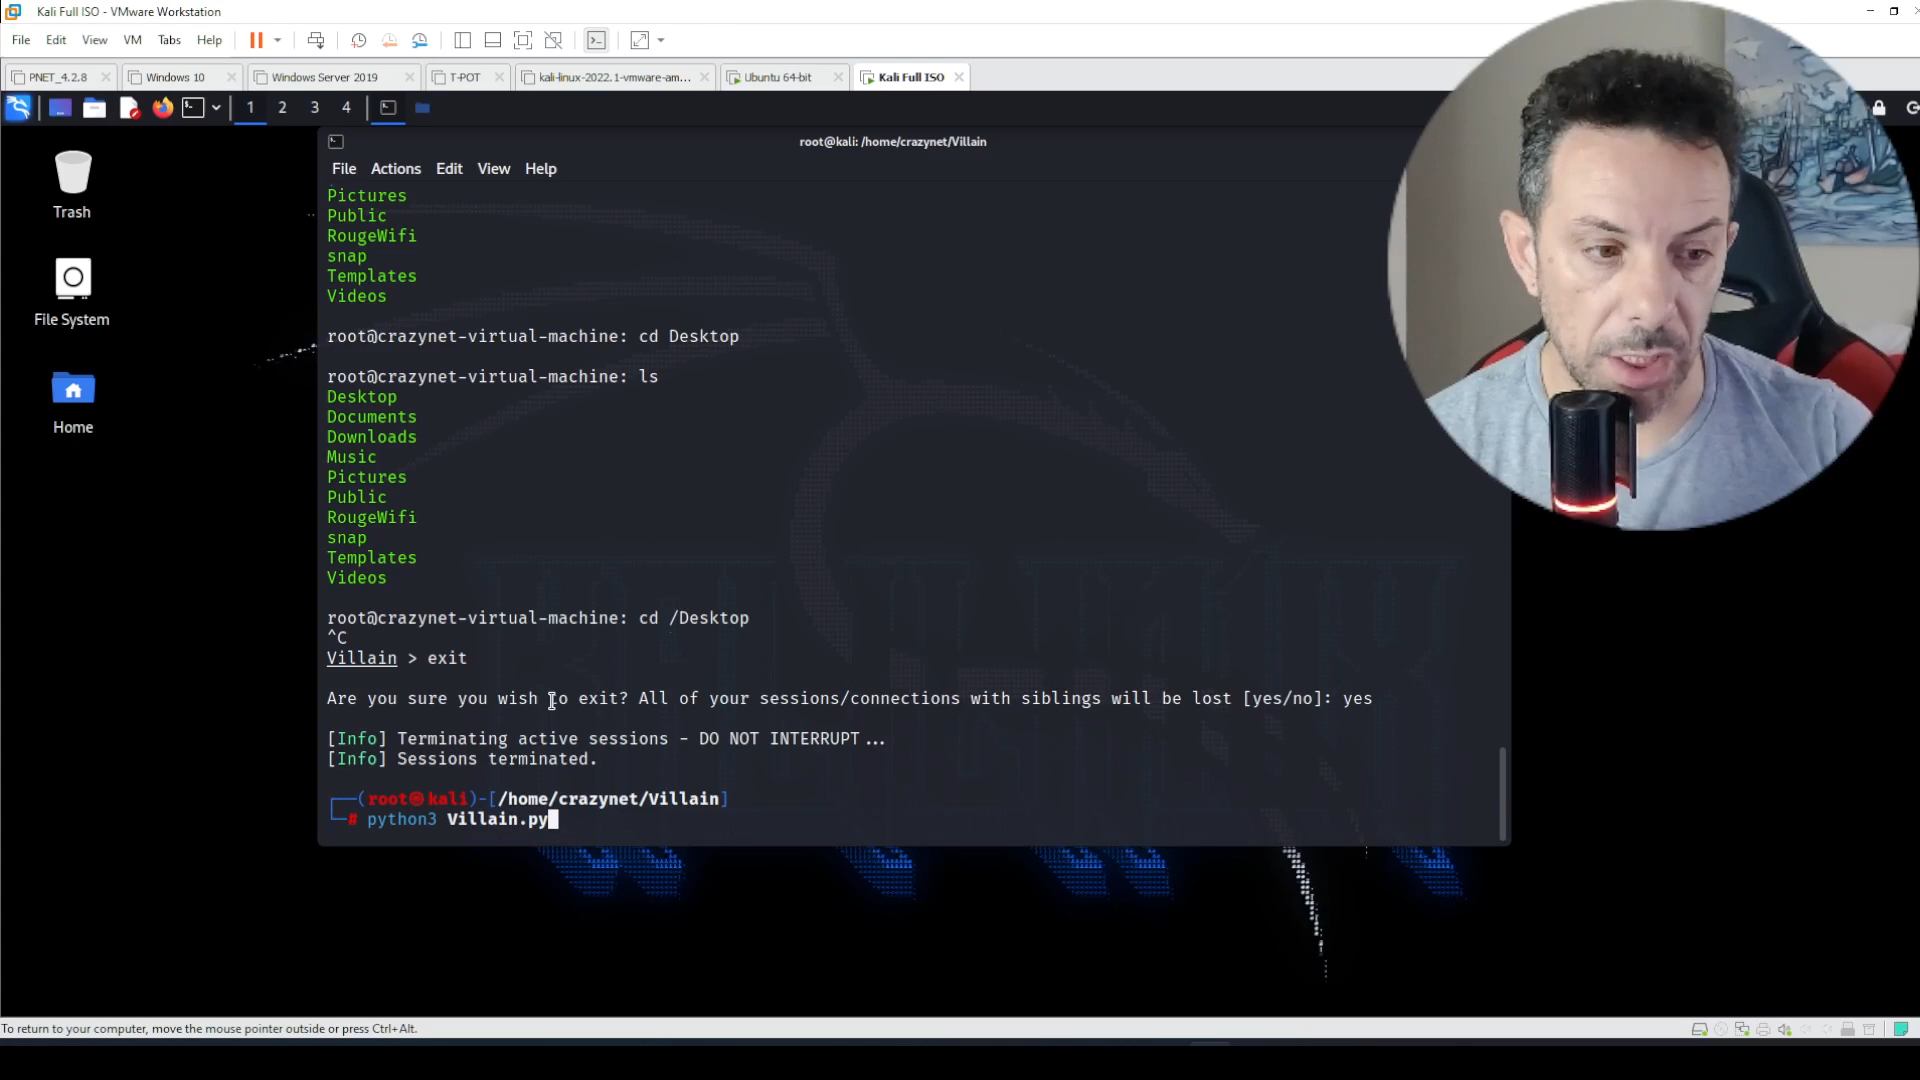 Kali Full ISO - VMware Workstation
File Edit View VM Tabs Help
PNET_4.2.8 Windows 10 Windows Server 2019 T-POT kali-linux-2022.1-vmware-am... Ubuntu 64-bit Kali Full ISO
1 2 3 4
Trash
File System
Home
root@kali: /home/crazynet/Villain
File Actions Edit View Help
Pictures
Public
RougeWifi
snap
Templates
Videos
root@crazynet-virtual-machine: cd Desktop
root@crazynet-virtual-machine: ls
Desktop
Documents
Downloads
Music
Pictures
Public
RougeWifi
snap
Templates
Videos
root@crazynet-virtual-machine: cd /Desktop
^C
Villain > exit
Are you sure you wish to exit? All of your sessions/connections with siblings will be lost [yes/no]: yes
[Info] Terminating active sessions - DO NOT INTERRUPT ...
[Info] Sessions terminated.
┌──(root㉿kali)-[/home/crazynet/Villain]
└─# python3 Villain.py
To return to your computer, move the mouse pointer outside or press Ctrl+Alt.